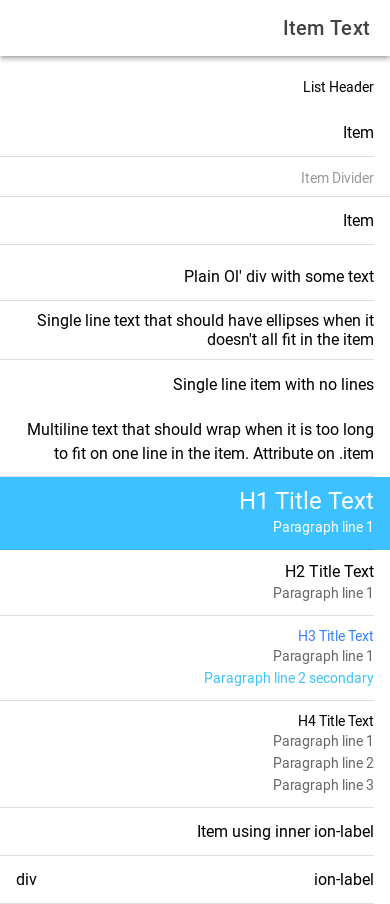 Item Text
List Header
Item
Item Divider
Item
Plain Ol' div with some text
Single line text that should have ellipses when it
doesn't all fit in the item
Single line item with no lines
Multiline text that should wrap when it is too long
to fit on one line in the item. Attribute on .item
H1 Title Text
Paragraph line 1
H2 Title Text
Paragraph line 1
H3 Title Text
Paragraph line 1
Paragraph line 2 secondary
H4 Title Text
Paragraph line 1
Paragraph line 2
Paragraph line 3
Item using inner ion-label
div ion-label